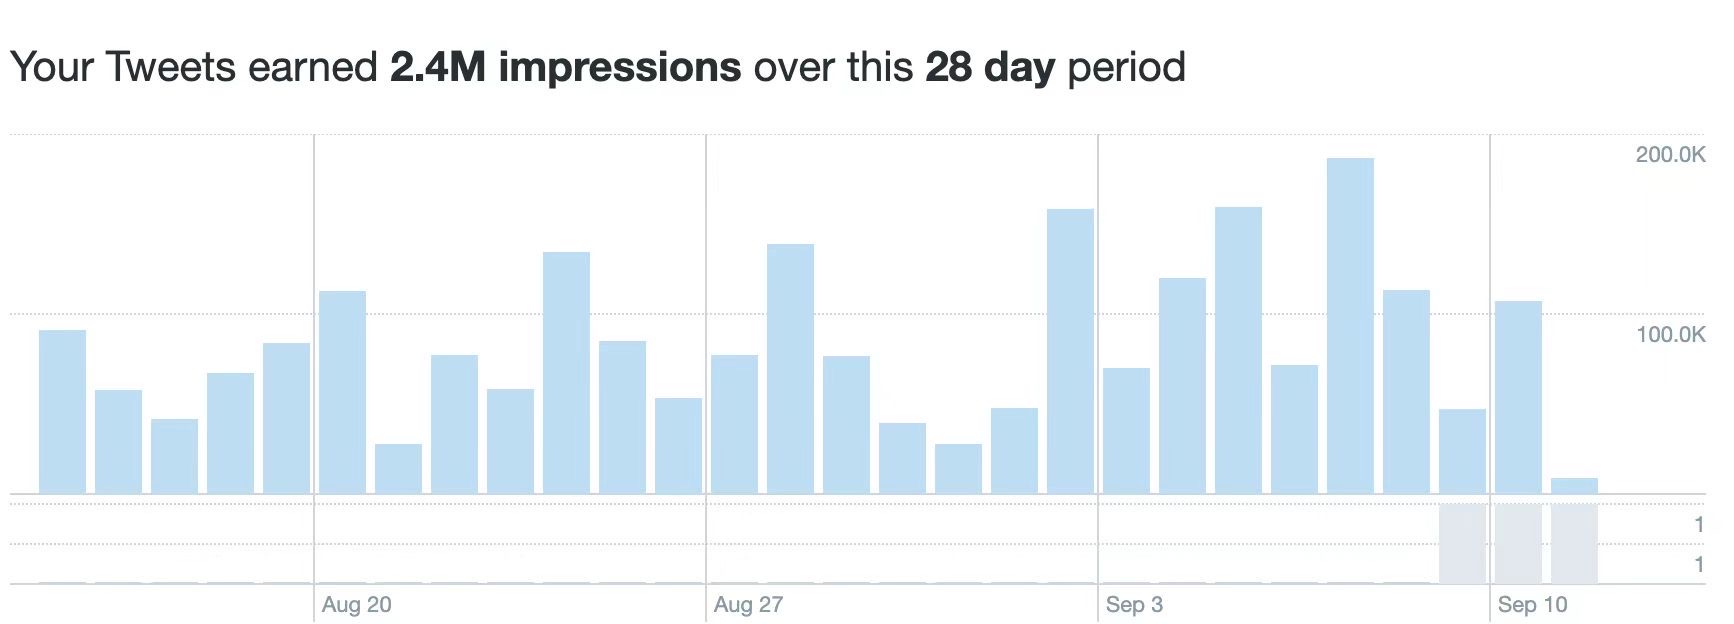 Your Tweets earned 2.4M impressions over this 28 day period
200.0K
100.0K
1
1
Aug 20 Aug 27 Sep 3 Sep 10